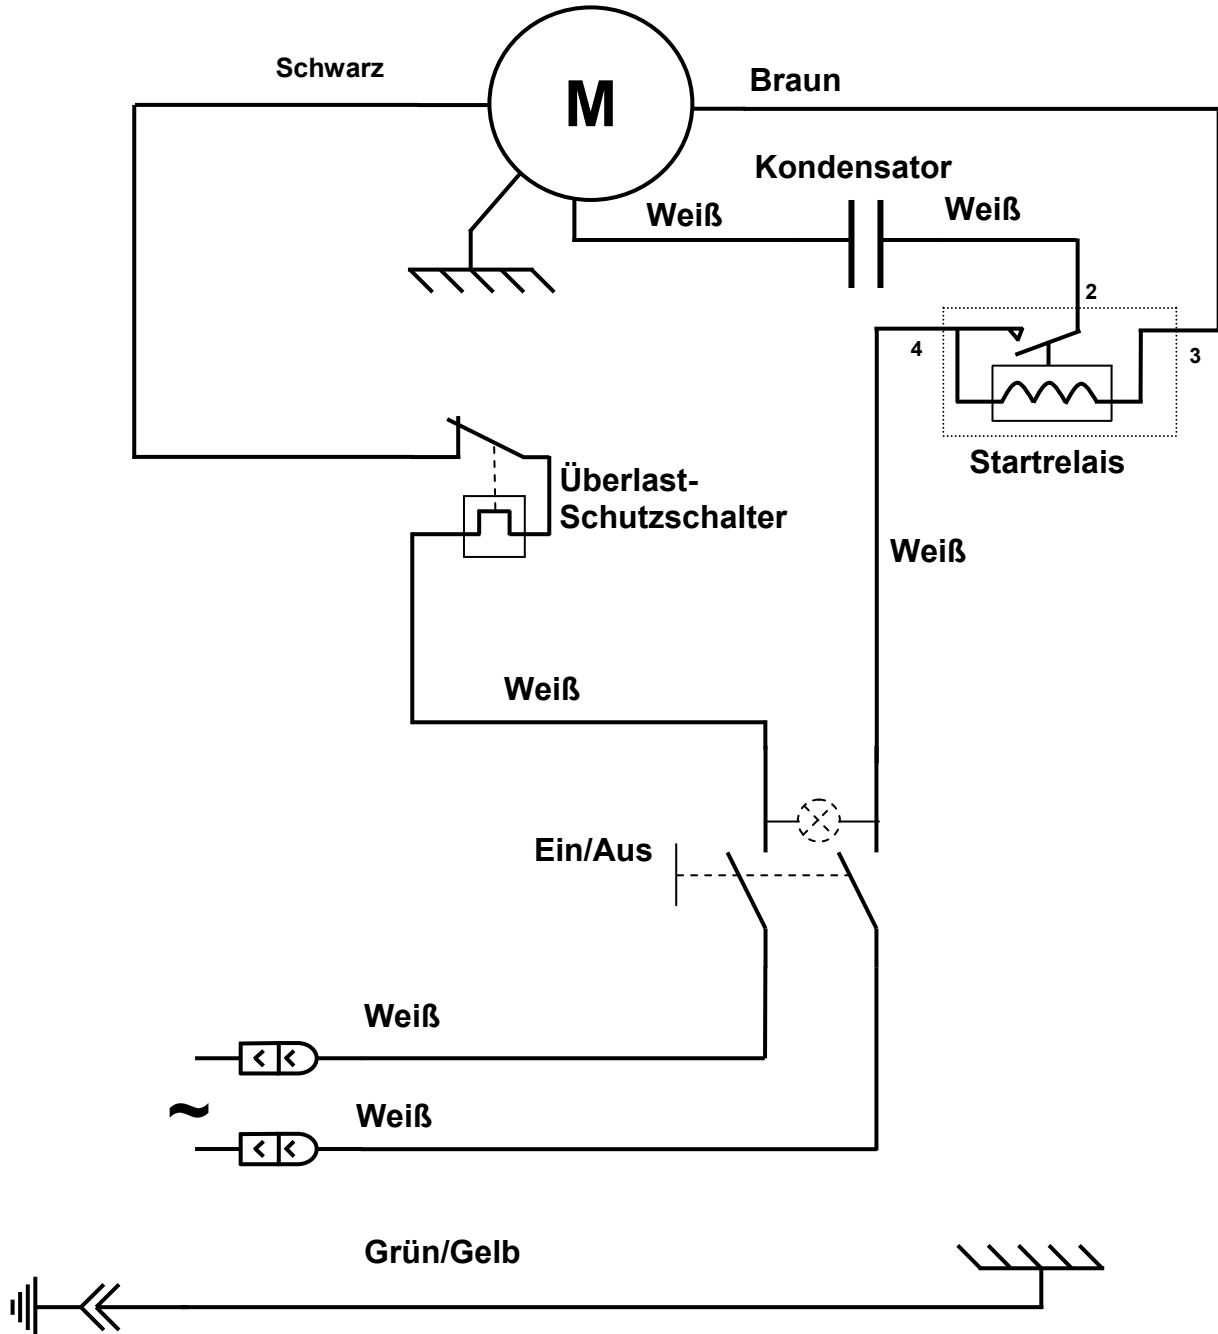 Schwarz
M
Braun
Kondensator
Weiß
Weiß
2
4
3
Startrelais
Überlast-
Schutzschalter
Weiß
Weiß
Ein/Aus
Weiß
~
Weiß
Grün/Gelb